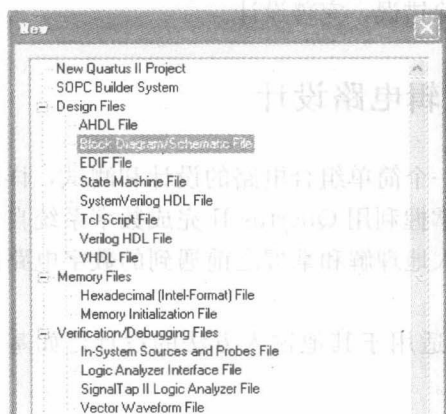 New
New Quartus II Project
SOPC Builder System
Design Files
AHDL File
Block Diagram/Schematic File
EDIF File
State Machine File
SystemVerilog HDL File
Tcl Script File
Verilog HDL File
VHDL File
Memory Files
Hexadecimal (Intel-Format) File
Memory Initialization File
Verification/Debugging Files
In-System Sources and Probes File
Logic Analyzer Interface File
SignalTap II Logic Analyzer File
Vector Waveform File